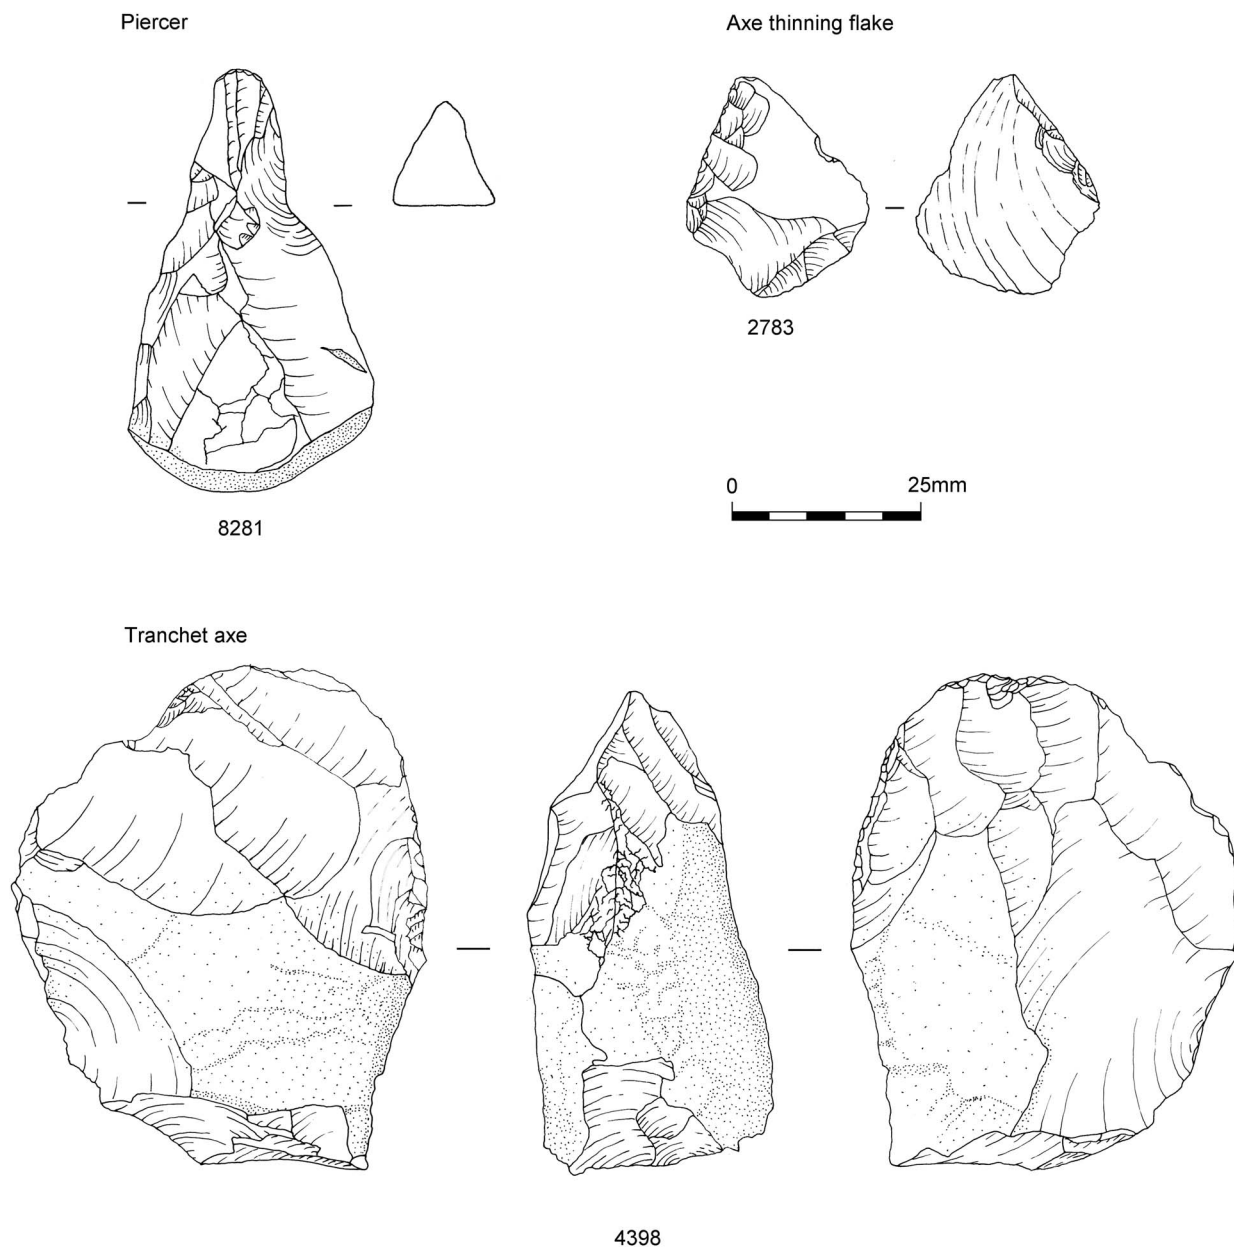 Piercer
Axe thinning flake
2783
0 25mm
8281
Tranchet axe
4398